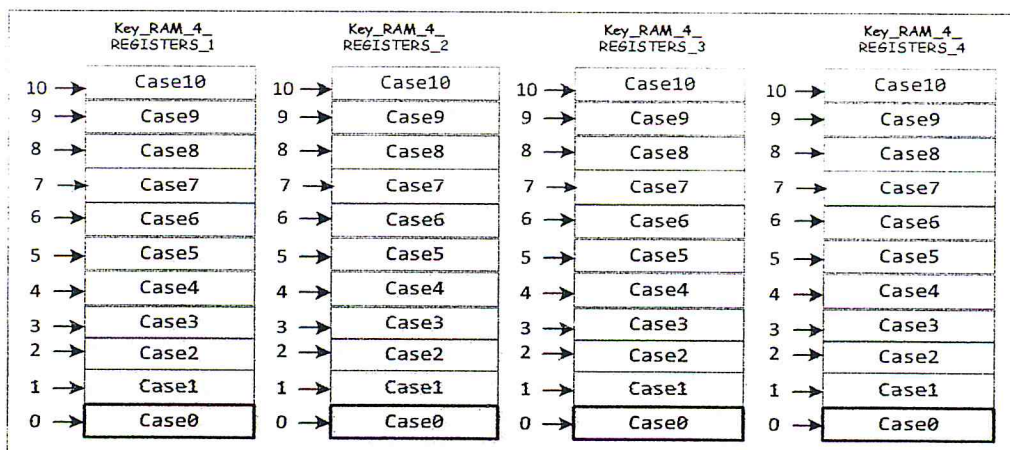 Key_RAM_4_
REGISTERS_1
Key_RAM_4_
REGISTERS_2
Key_RAM_4_
REGISTERS_3
Key_RAM_4_
REGISTERS_4
10 Case10 10 Case10 10 Case10 10 Case10
9 Case9 9 Case9 9 Case9 9 Case9
8 Case8 8 Case8 8 Case8 8 Case8
7 Case7 7 Case7 7 Case7 7 Case7
6 Case6 6 Case6 6 Case6 6 Case6
5 Case5 5 Case5 5 Case5 5 Case5
4 Case4 4 Case4 4 Case4 4 Case4
3 Case3 3 Case3 3 Case3 3 Case3
2 Case2 2 Case2 2 Case2 2 Case2
1 Case1 1 Case1 1 Case1 1 Case1
0 Case0 0 Case0 0 Case0 0 Case0